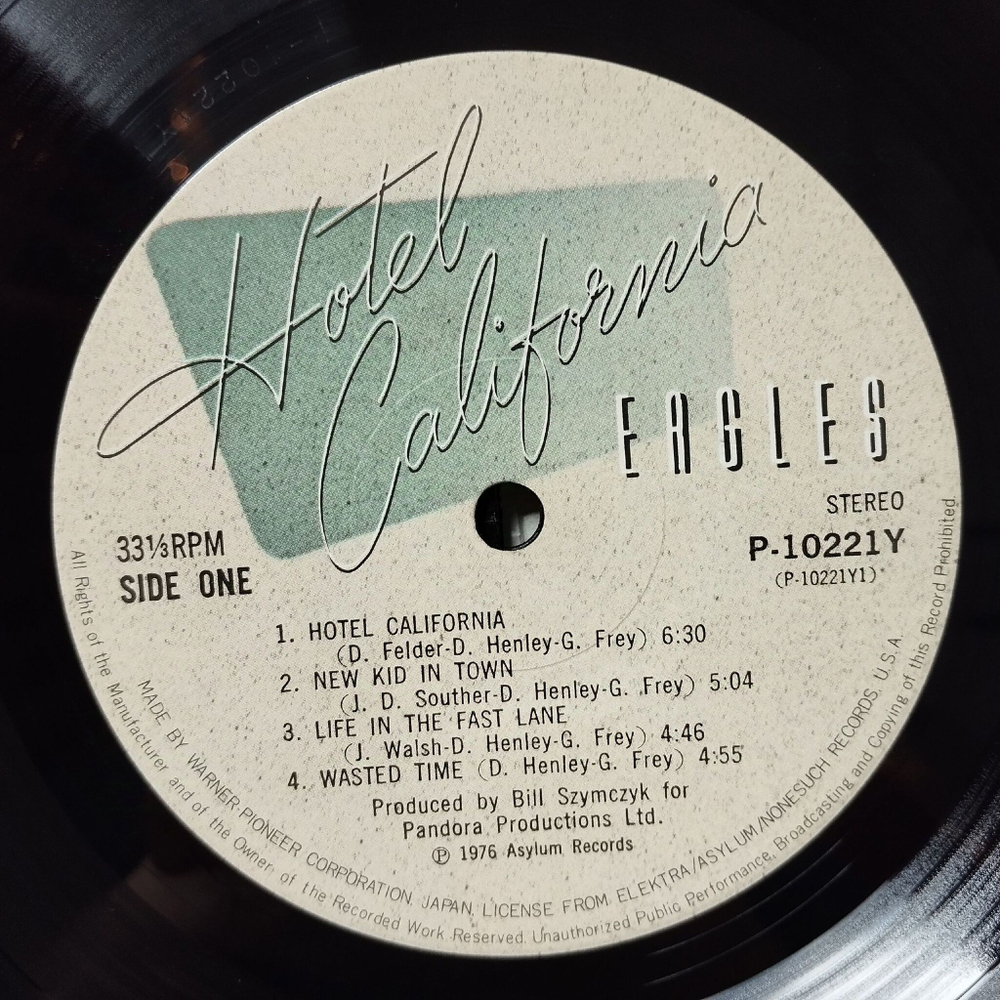 Hotel
California
EAGLES
STEREO
P-10221Y
(P-10221Y1)
33⅓RPM
SIDE ONE
1. HOTEL CALIFORNIA
(D. Felder-D. Henley-G. Frey) 6:30
2. NEW KID IN TOWN
(J. D. Souther-D. Henley-G. Frey) 5:04
3. LIFE IN THE FAST LANE
(J. Walsh-D. Henley-G. Frey) 4:46
4. WASTED TIME (D. Henley-G. Frey) 4:55
Produced by Bill Szymczyk for
Pandora Productions Ltd.
℗ 1976 Asylum Records
MADE BY WARNER-PIONEER CORPORATION, JAPAN, LICENSE FROM ELEKTRA/ASYLUM/NONESUCH RECORDS, U.S.A.
All Rights of the Manufacturer and of the Owner of the Recorded Work Reserved. Unauthorized Public Performance, Broadcasting and Copying of this Record Prohibited.